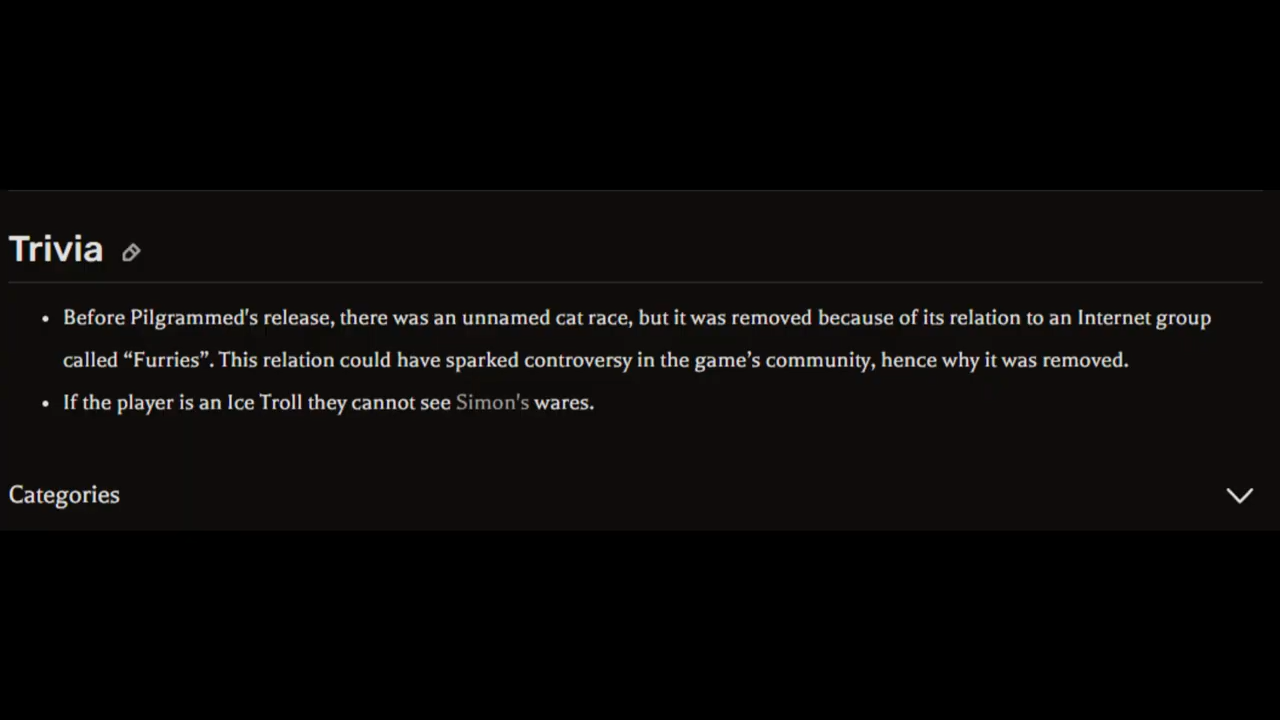 Trivia
• Before Pilgrammed's release, there was an unnamed cat race, but it was removed because of its relation to an Internet group
called “Furries”. This relation could have sparked controversy in the game’s community, hence why it was removed.
• If the player is an Ice Troll they cannot see Simon's wares.
Categories